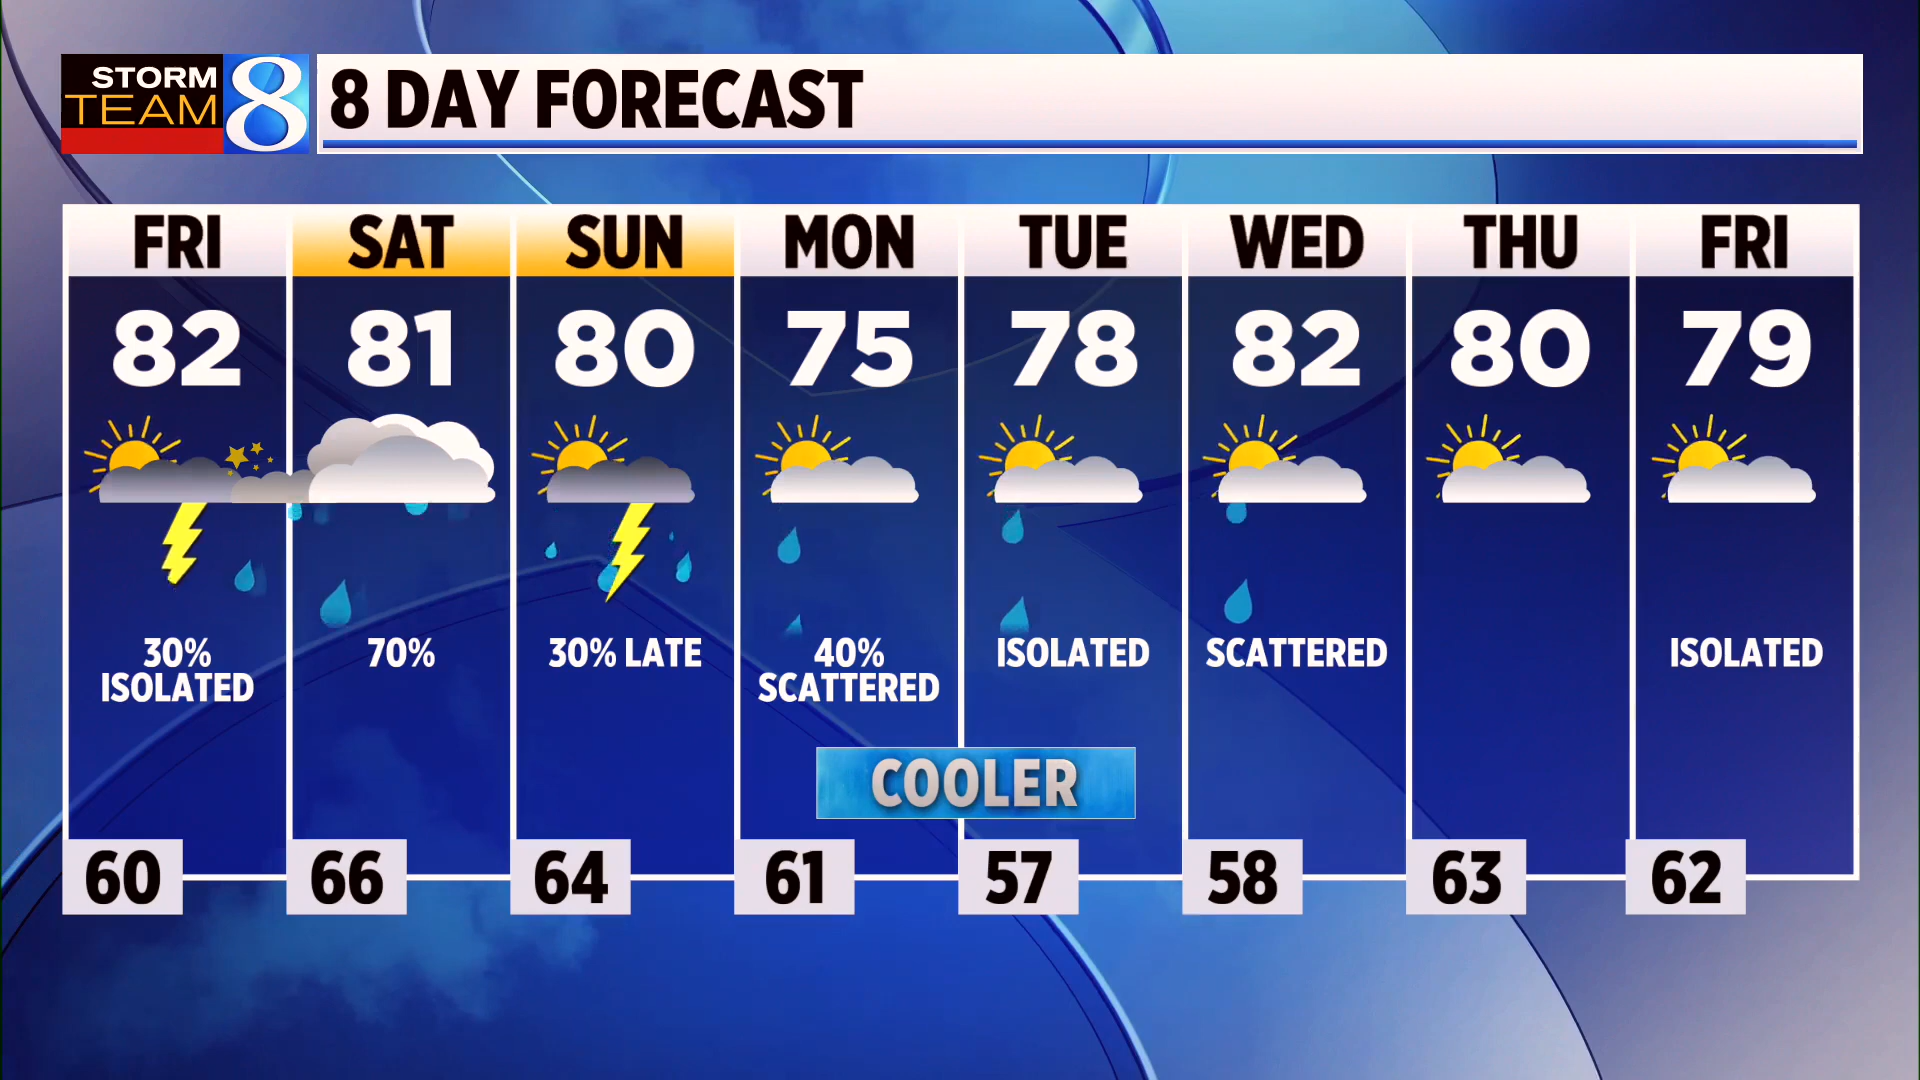 STORM
TEAM
8
8 DAY FORECAST
FRI SAT SUN MON TUE WED THU FRI
82 81 80 75 78 82 80 79
30% 70% 30% LATE 40% ISOLATED SCATTERED ISOLATED
ISOLATED SCATTERED
COOLER
60 66 64 61 57 58 63 62